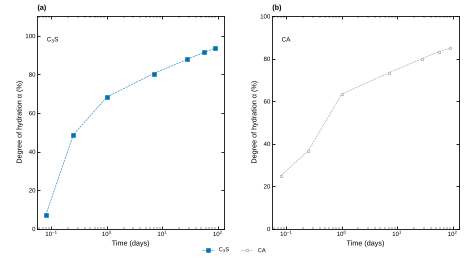 (a)
C₃S
Degree of hydration α (%)
100
80
60
40
20
0
10⁻¹ 10⁰ 10¹ 10²
Time (days)
(b)
CA
Degree of hydration α (%)
100
80
60
40
20
0
10⁻¹ 10⁰ 10¹ 10²
Time (days)
C₃S CA